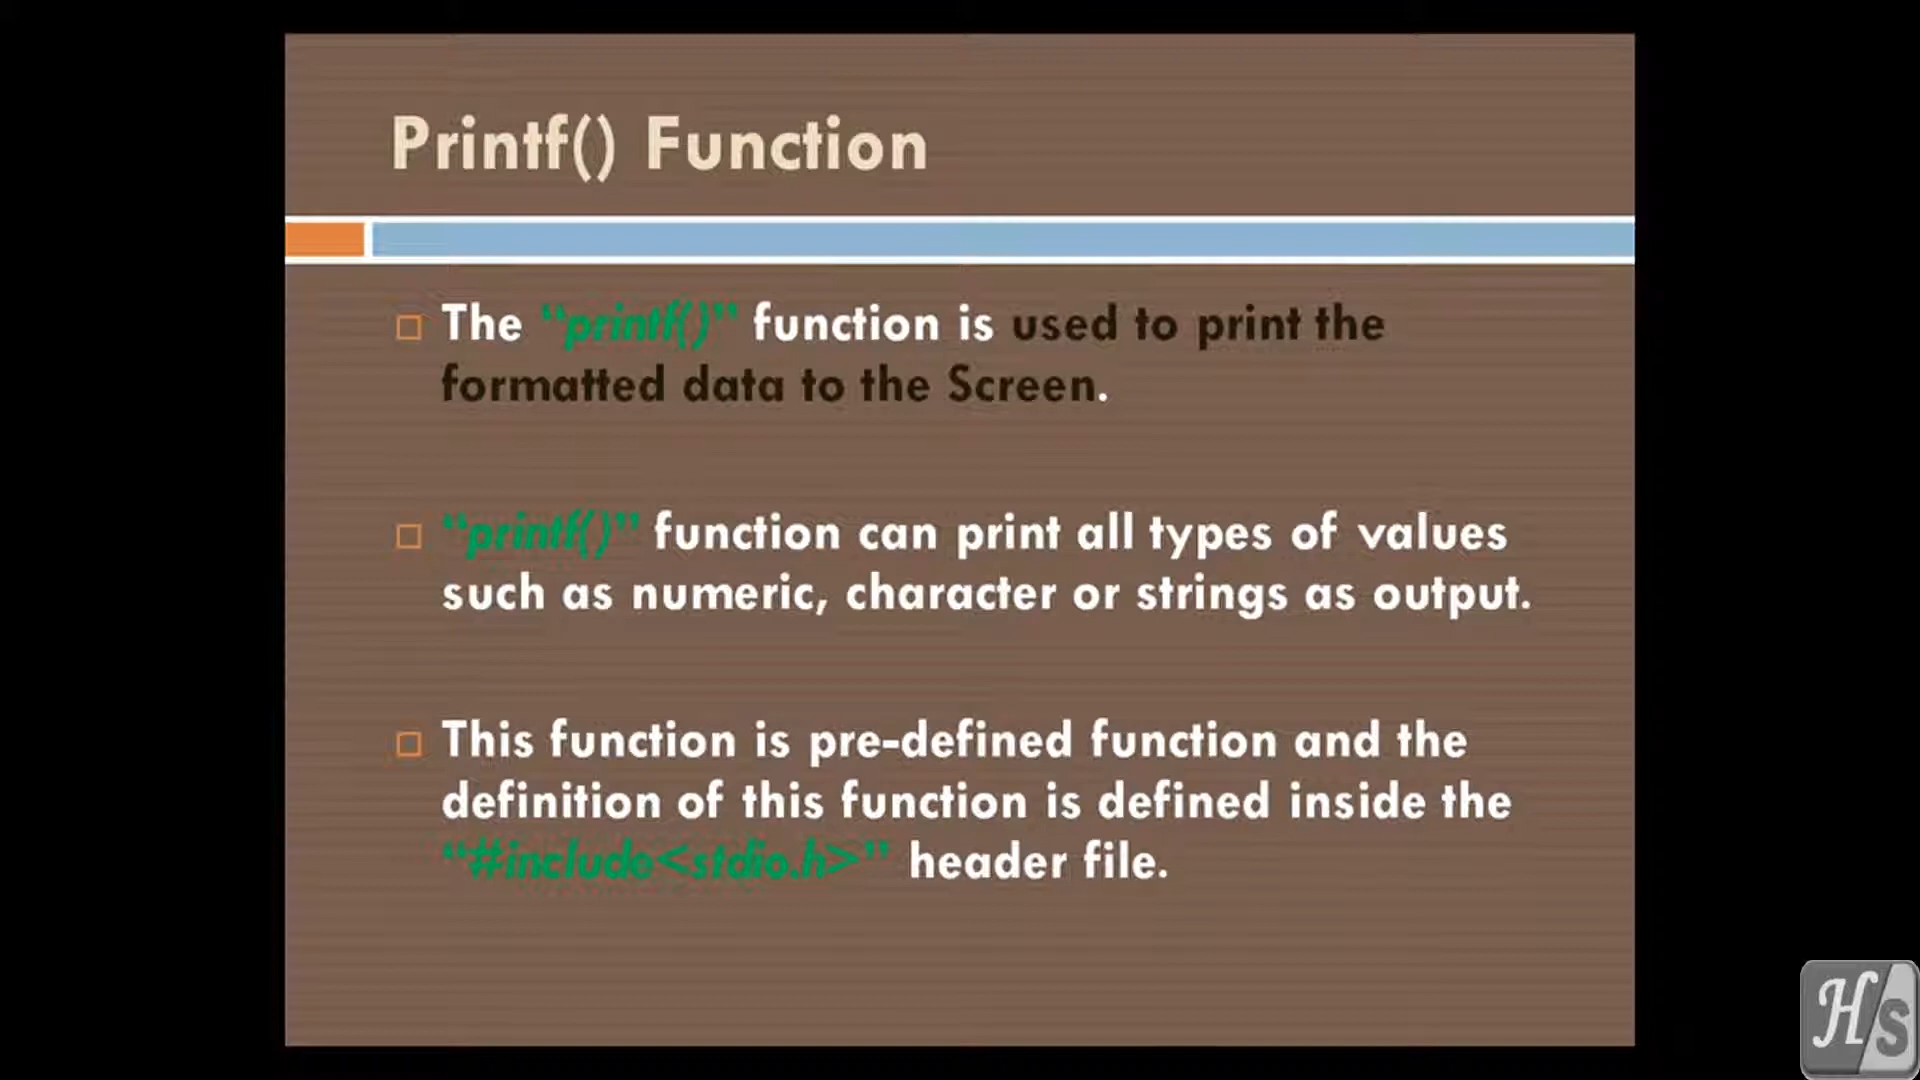 Printf() Function
The “printf()” function is used to print the
formatted data to the Screen.
“printf()” function can print all types of values
such as numeric, character or strings as output.
This function is pre-defined function and the
definition of this function is defined inside the
“#include<stdio.h>” header file.
Hs